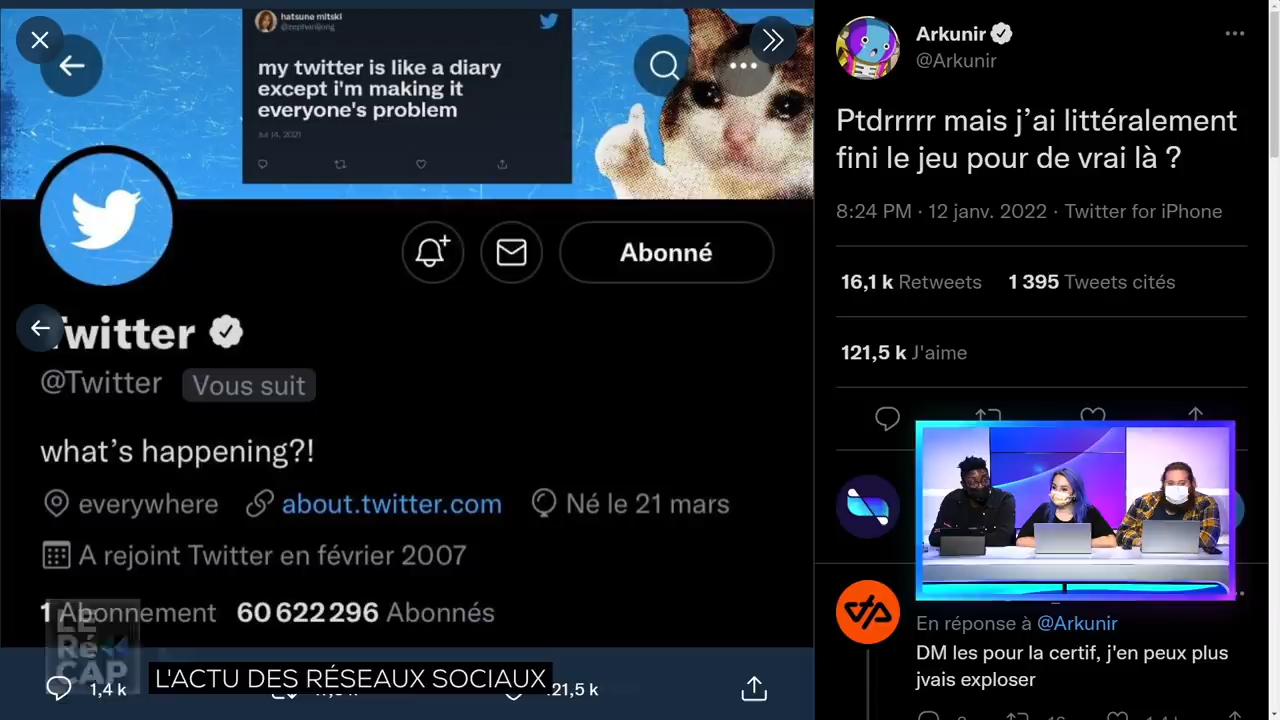 hatsune mitski
@zephanijong
my twitter is like a diary
except i'm making it
everyone's problem
Jul 14, 2021
Abonné
Twitter
@Twitter
Vous suit
what's happening?!
everywhere
about.twitter.com
Né le 21 mars
A rejoint Twitter en février 2007
1 Abonnement
60 622 296 Abonnés
LE
Ré
CAP
1,4 k
L'ACTU DES RÉSEAUX SOCIAUX
121,5 k
Arkunir
@Arkunir
Ptdrrrrr mais j'ai littéralement
fini le jeu pour de vrai là ?
8:24 PM · 12 janv. 2022 · Twitter for iPhone
16,1 k Retweets
1 395 Tweets cités
121,5 k J'aime
En réponse à @Arkunir
DM les pour la certif, j'en peux plus
jvais exploser